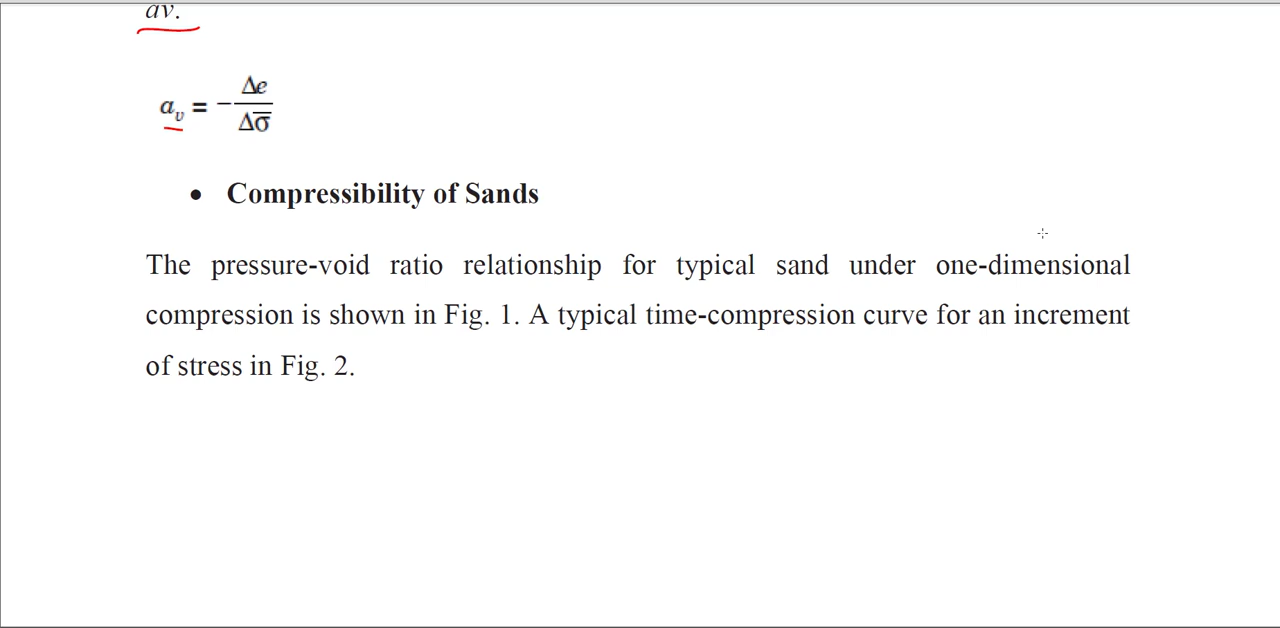 av.
a_v = -Δe/Δσ̅
• Compressibility of Sands
The pressure-void ratio relationship for typical sand under one-dimensional
compression is shown in Fig. 1. A typical time-compression curve for an increment
of stress in Fig. 2.